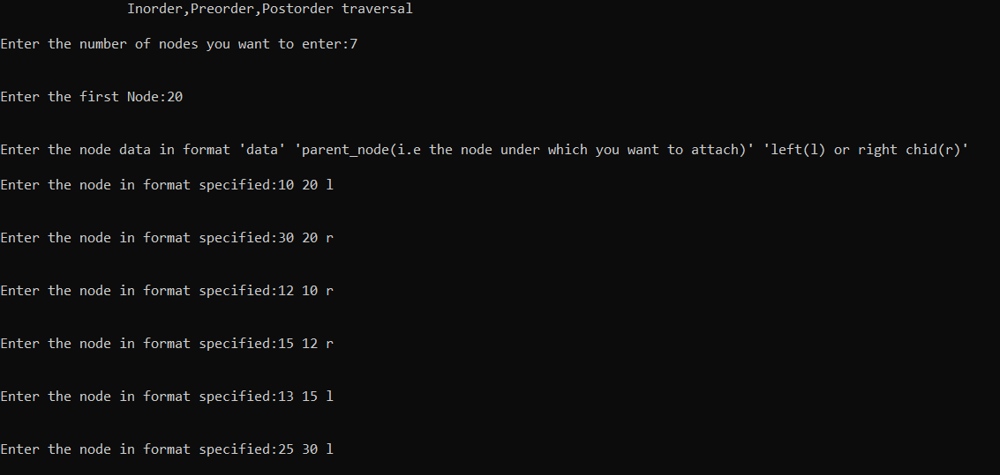 Inorder,Preorder,Postorder traversal
Enter the number of nodes you want to enter:7
Enter the first Node:20
Enter the node data in format 'data' 'parent_node(i.e the node under which you want to attach)' 'left(l) or right chid(r)'
Enter the node in format specified:10 20 l
Enter the node in format specified:30 20 r
Enter the node in format specified:12 10 r
Enter the node in format specified:15 12 r
Enter the node in format specified:13 15 l
Enter the node in format specified:25 30 l